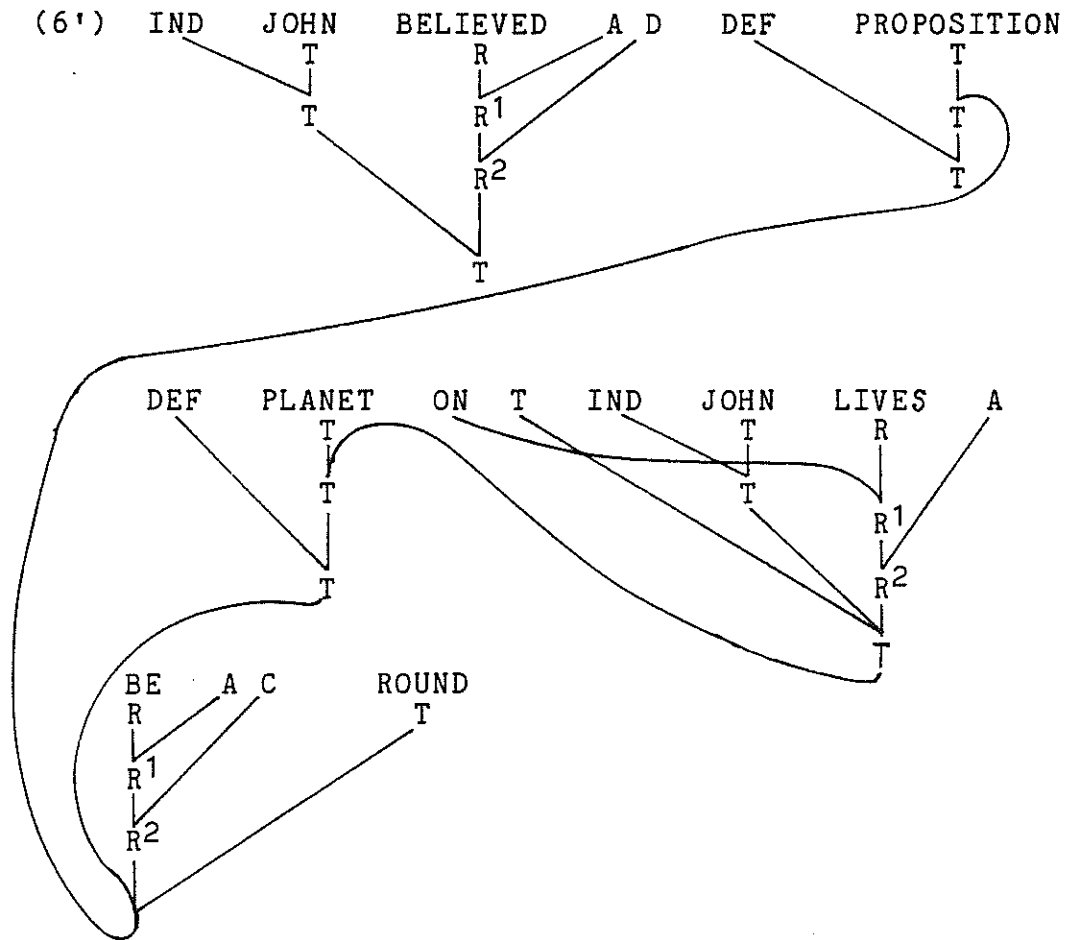 (6') IND JOHN BELIEVED A D DEF PROPOSITION
T R T
T R1 T
R2 T
T
DEF PLANET ON T IND JOHN LIVES A
T T R
T T R1
T R2
T
BE A C ROUND
R T
R1
R2